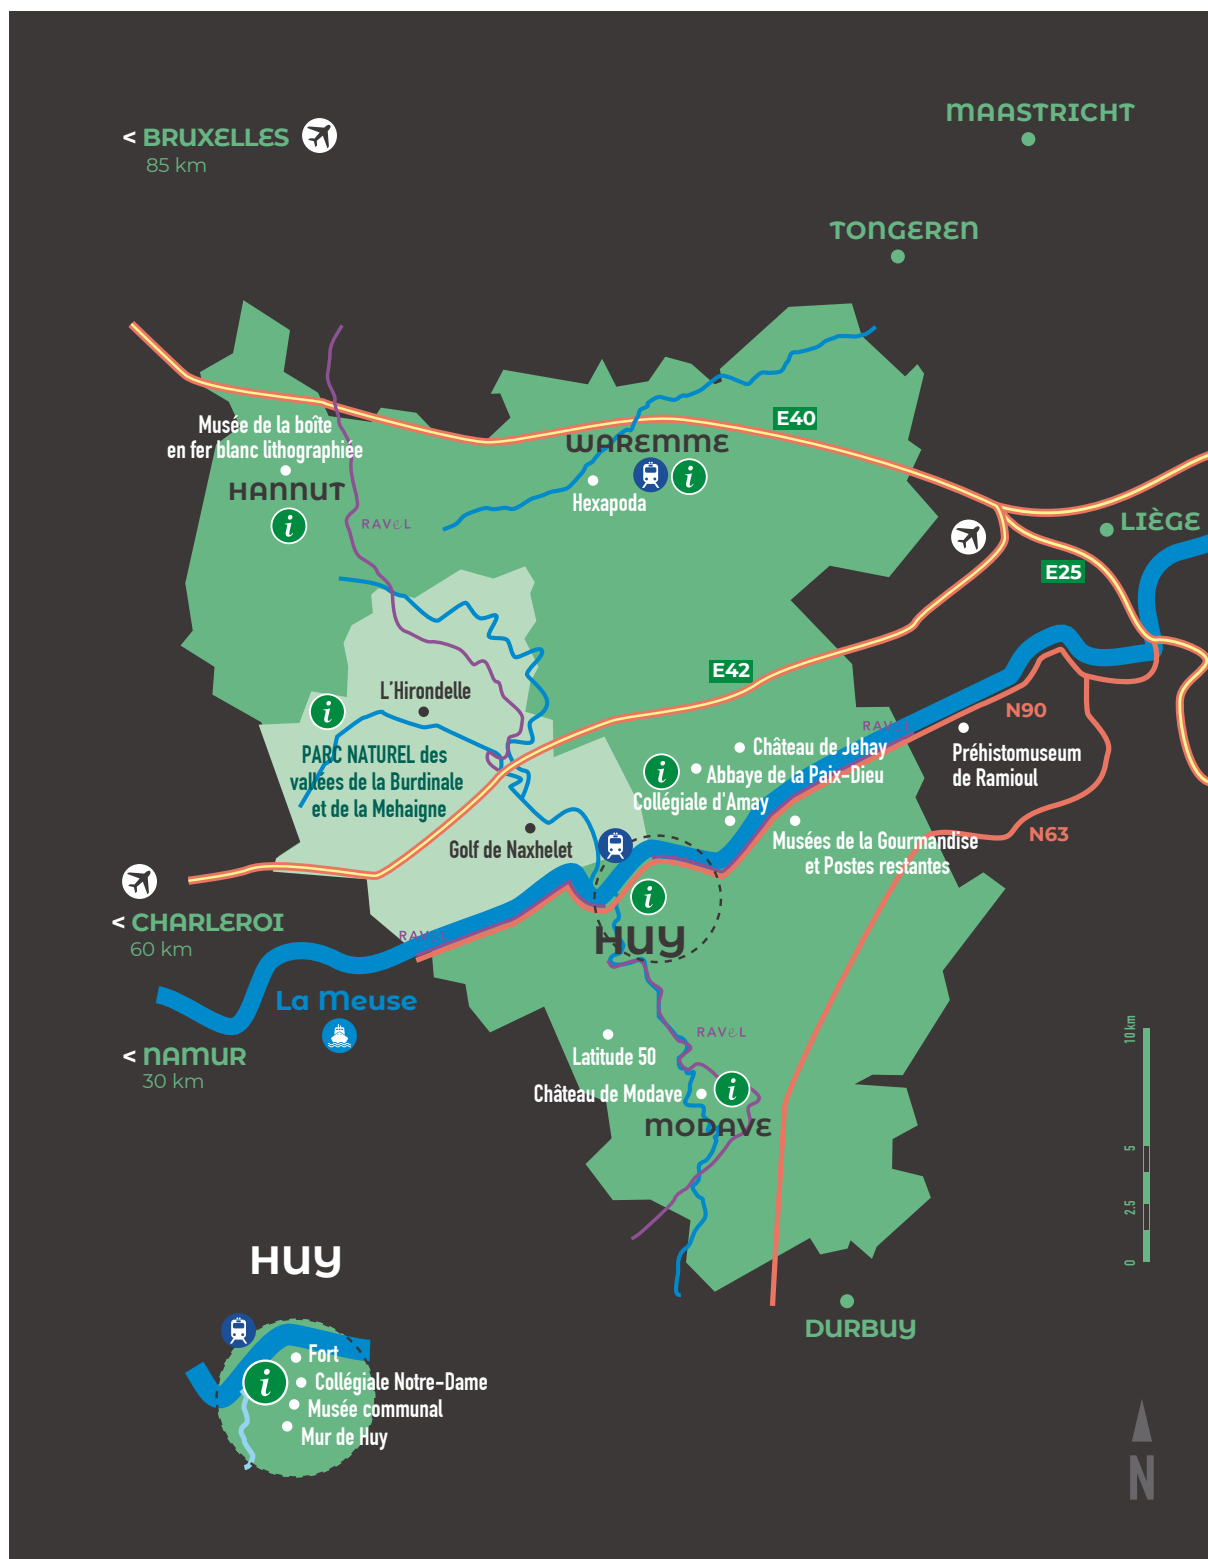 MAASTRICHT
< BRUXELLES
85 km
TONGEREN
E40
Musée de la boîte
en fer blanc lithographiée
WAREMME
i
HANNUT
Hexapoda
i
RAVeL
LIÈGE
E25
E42
L'Hirondelle
i
N90
RAVeL
PARC NATUREL des
vallées de la Burdinale
et de la Mehaigne
Château de Jehay
Préhistomuseum
de Ramioul
i
Abbaye de la Paix-Dieu
Collégiale d'Amay
N63
Musées de la Gourmandise
et Postes restantes
Golf de Naxhelet
i
< CHARLEROI
60 km
RAVeL
HUY
La Meuse
10 km
RAVeL
< NAMUR
30 km
Latitude 50
Château de Modave
i
MODAVE
5
2.5
0
HUY
DURBUY
Fort
i
Collégiale Notre-Dame
Musée communal
Mur de Huy
N